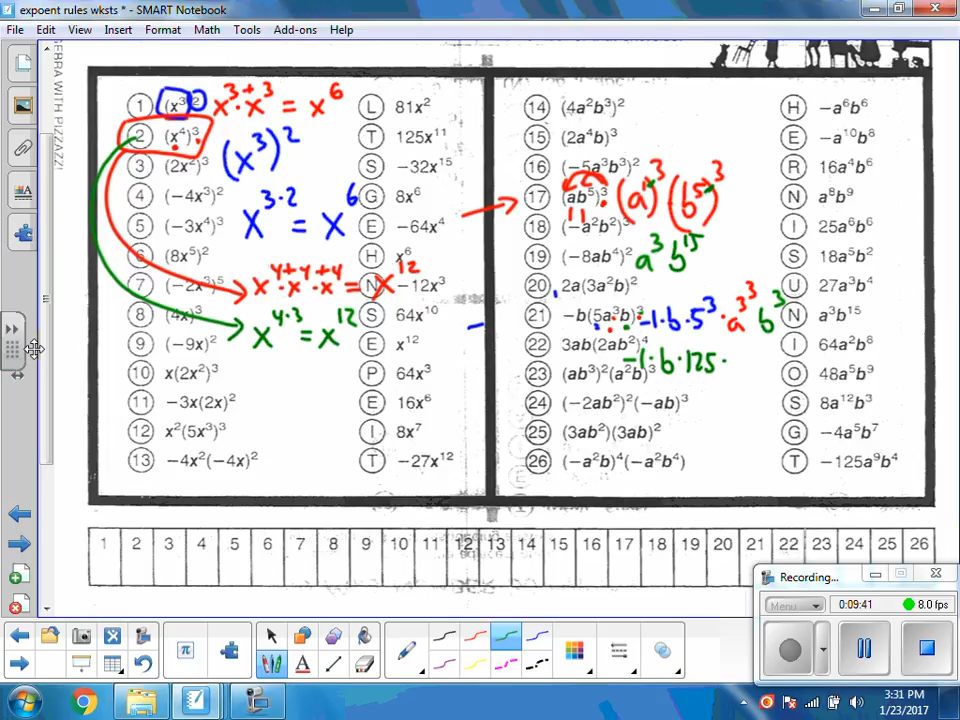 expoent rules wksts * - SMART Notebook
File Edit View Insert Format Math Tools Add-ons Help
GEBRA WITH PIZZAZZ!
1 (x³)² x³·x³ = x⁶
3 + 3
2 (x⁴)³
(x³)²
3 (2x²)³
4 (−4x³)²
x³·² = x⁶
5 (−3x⁴)³
6 (8x⁵)²
7 (−2x³)⁵
x⁴·x⁴·x⁴ = x¹²
4 + 4 + 4
8 (4x)³
x⁴·³ = x¹²
9 (−9x)²
10 x(2x²)³
11 −3x(2x)²
12 x²(5x³)³
13 −4x²(−4x)²
L 81x²
T 125x¹¹
S −32x¹⁵
G 8x⁶
E −64x⁴
H x⁶
N −12x³
S 64x¹⁰
E x¹²
P 64x³
E 16x⁶
I 8x⁷
T −27x¹²
14 (4a²b³)²
15 (2a⁴b)³
16 (−5a³b³)²
17 (ab⁵)³
(a¹)³(b⁵)³
18 (−a²b²)³
19 (−8ab⁴)²
a³b¹⁵
20 2a(3a²b)²
21 −b(5a³b)³
−1·b·5³·a³³ b³
22 3ab(2ab²)⁴
−1·b·125·
23 (ab³)²(a²b)³
24 (−2ab²)²(−ab)³
25 (3ab²)(3ab)²
26 (−a²b)⁴(−a²b⁴)
H −a⁶b⁶
E −a¹⁰b⁸
R 16a⁴b⁶
N a⁸b⁹
I 25a⁶b⁶
S 18a⁵b²
U 27a³b⁴
N a³b¹⁵
I 64a²b⁸
O 48a⁵b⁹
S 8a¹²b³
G −4a⁵b⁷
T −125a⁹b⁴
1 2 3 4 5 6 7 8 9 10 11 12 13 14 15 16 17 18 19 20 21 22 23 24 25 26
Recording...
Menu 0:09:41 8.0 fps
3:31 PM
1/23/2017